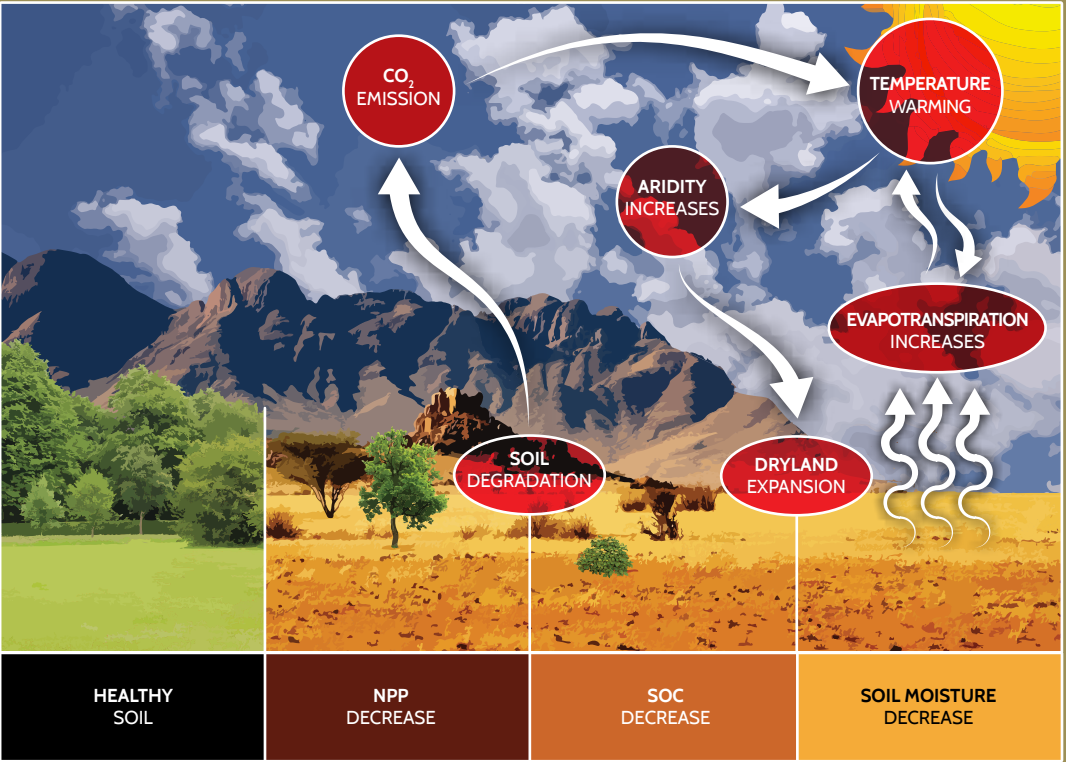 CO₂
EMISSION
TEMPERATURE
WARMING
ARIDITY
INCREASES
EVAPOTRANSPIRATION
INCREASES
SOIL
DEGRADATION
DRYLAND
EXPANSION
HEALTHY
SOIL
NPP
DECREASE
SOC
DECREASE
SOIL MOISTURE
DECREASE